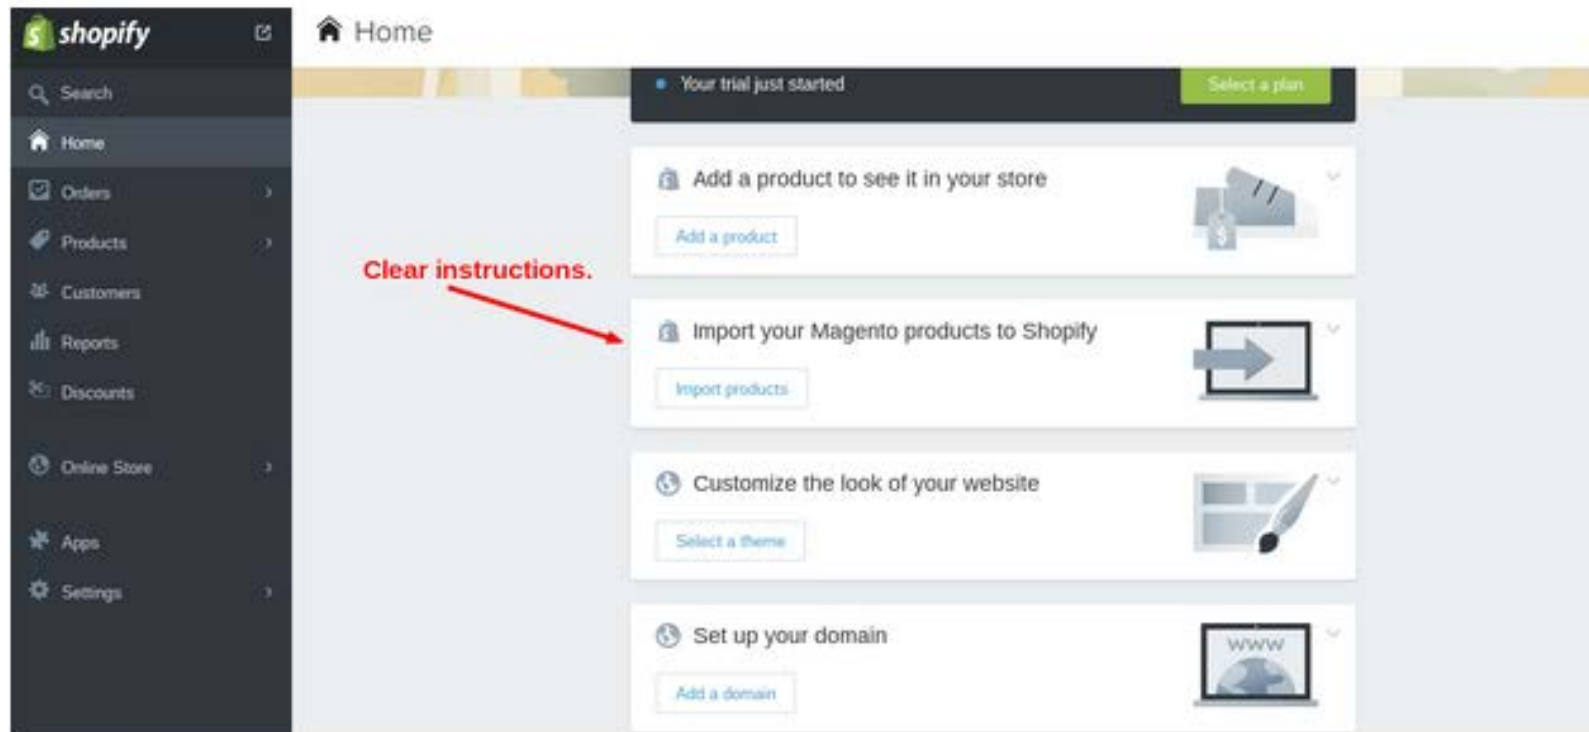 shopify
Home
Search
Home
Orders
Products
Customers
Reports
Discounts
Online Store
Apps
Settings
Your trial just started
Select a plan
Add a product to see it in your store
Add a product
$
Clear instructions.
Import your Magento products to Shopify
Import products
Customize the look of your website
Select a theme
Set up your domain
Add a domain
WWW